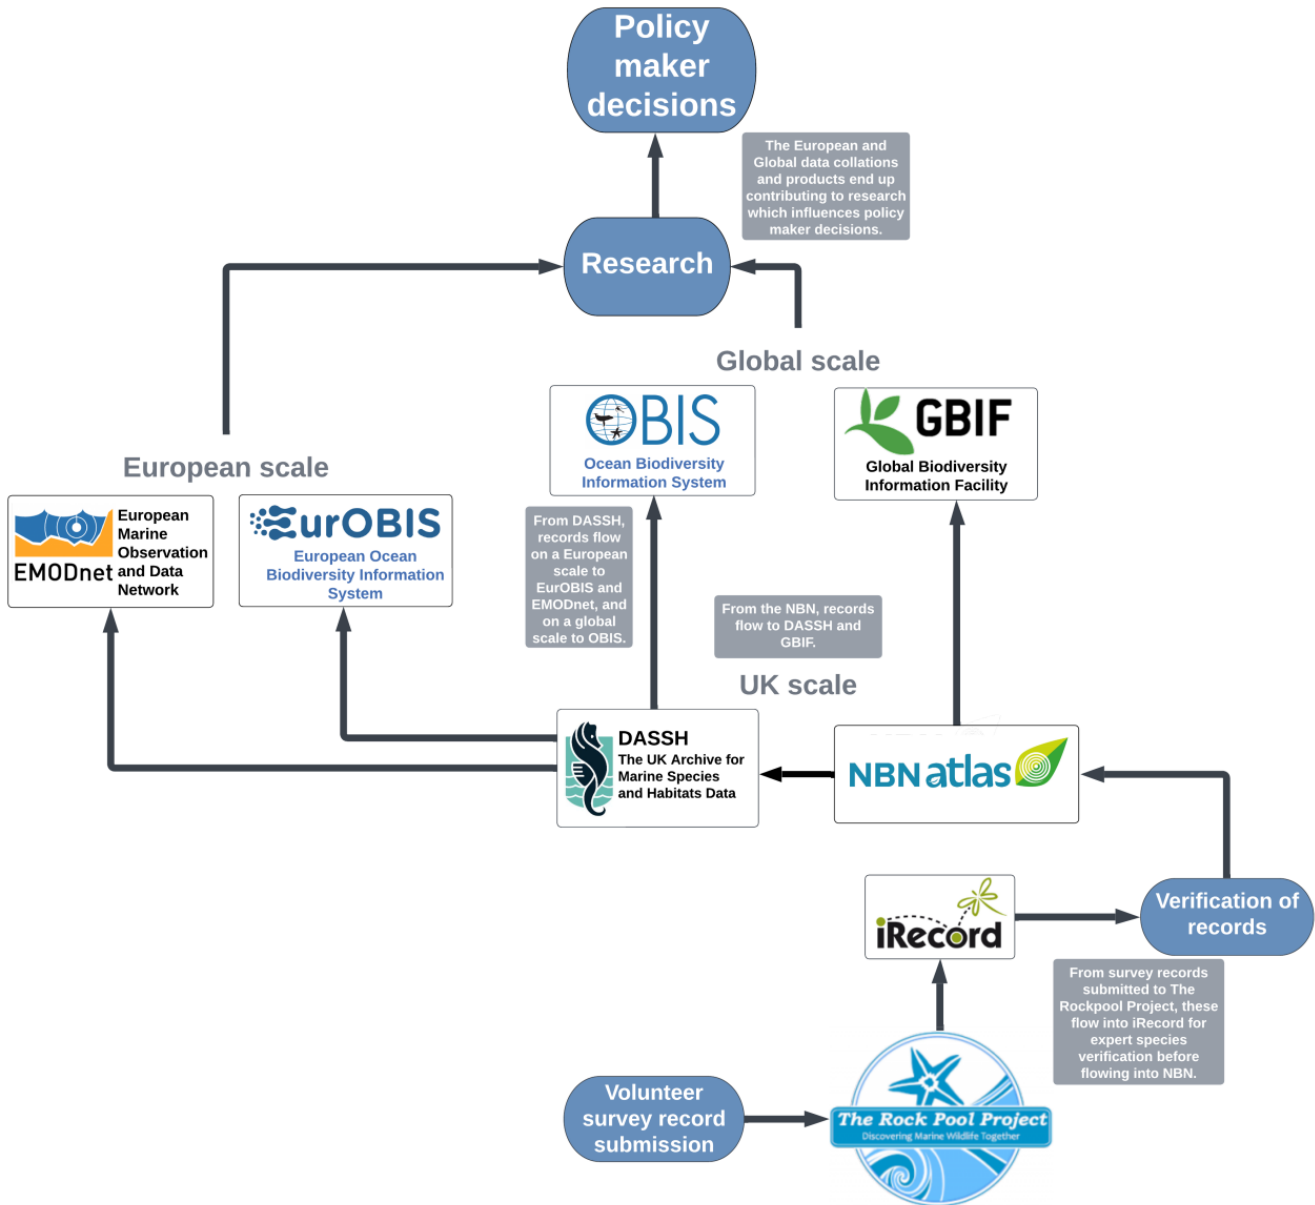 Policy
maker
decisions
The European and
Global data collations
and products end up
contributing to research
which influences policy
maker decisions.
Research
Global scale
OBIS
Ocean Biodiversity
Information System
GBIF
Global Biodiversity
Information Facility
European scale
EMODnet
European
Marine
Observation
and Data
Network
EurOBIS
European Ocean
Biodiversity Information
System
From DASSH,
records flow
on a European
scale to
EurOBIS and
EMODnet, and
on a global
scale to OBIS.
From the NBN, records
flow to DASSH and
GBIF.
UK scale
DASSH
The UK Archive for
Marine Species
and Habitats Data
NBN atlas
iRecord
Verification of
records
From survey records
submitted to The
Rockpool Project, these
flow into iRecord for
expert species
verification before
flowing into NBN.
Volunteer
survey record
submission
The Rock Pool Project
Discovering Marine Wildlife Together